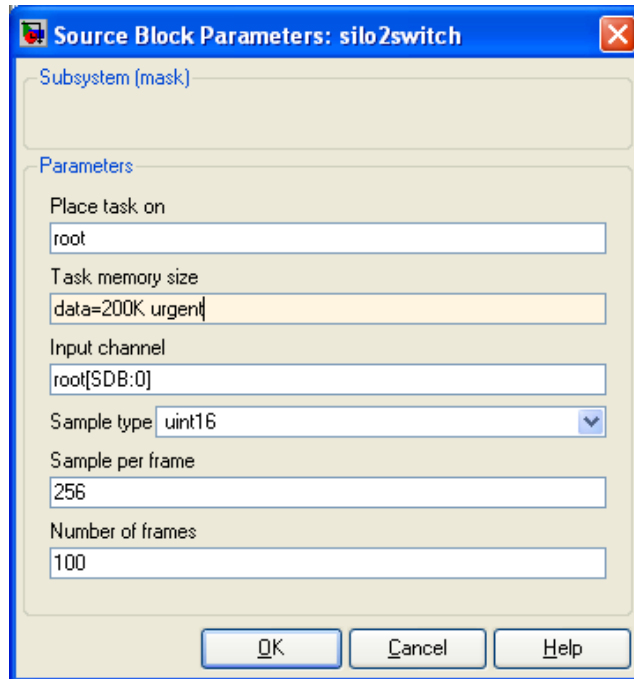 Source Block Parameters: silo2switch
Subsystem (mask)
Parameters
Place task on
root
Task memory size
data=200K urgent
Input channel
root[SDB:0]
Sample type uint16
Sample per frame
256
Number of frames
100
OK Cancel Help